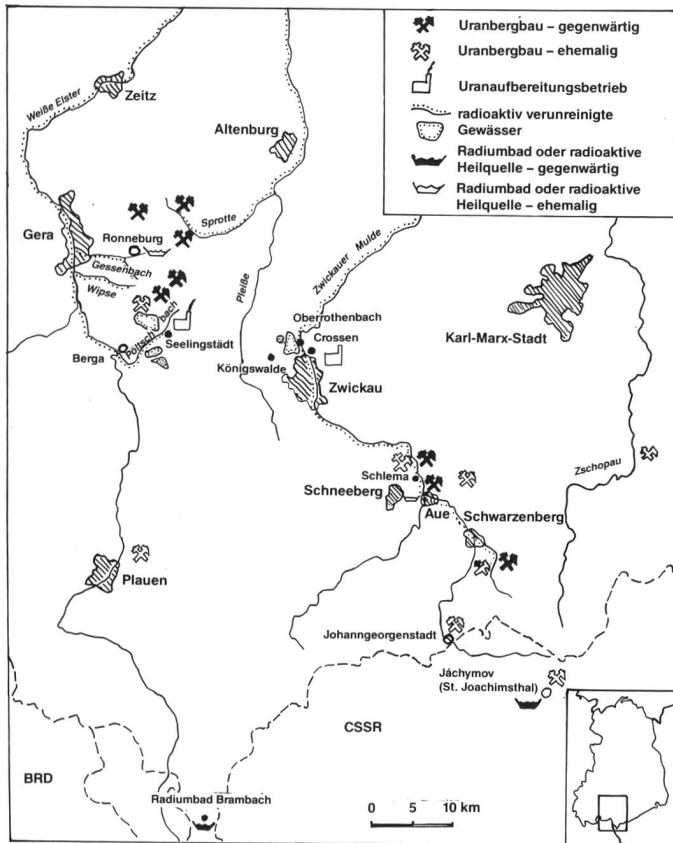 Uranbergbau – gegenwärtig
Uranbergbau – ehemalig
Uranaufbereitungsbetrieb
radioaktiv verunreinigte
Gewässer
Radiumbad oder radioaktive
Heilquelle – gegenwärtig
Radiumbad oder radioaktive
Heilquelle – ehemalig
Weiße Elster
Zeitz
Altenburg
Sprotte
Gera
Ronneburg
Gessenbach
Wipse
Pöltschbach
Seelingstädt
Berga
Pleiße
Zwickauer Mulde
Oberrothenbach
Crossen
Königswalde
Zwickau
Karl-Marx-Stadt
Zschopau
Schlema
Schneeberg
Aue
Schwarzenberg
Plauen
Johanngeorgenstadt
Jáchymov
(St. Joachimsthal)
CSSR
BRD
Radiumbad Brambach
0 5 10 km